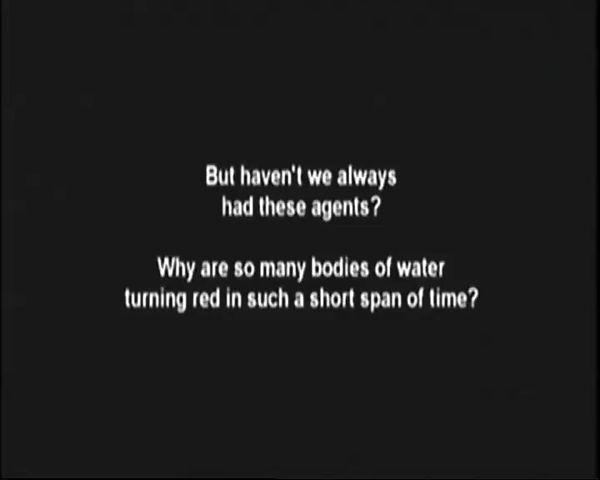 But haven't we always
had these agents?
Why are so many bodies of water
turning red in such a short span of time?